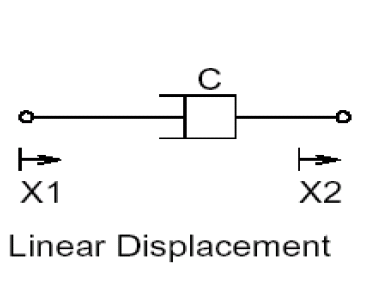 C
X1 X2
Linear Displacement